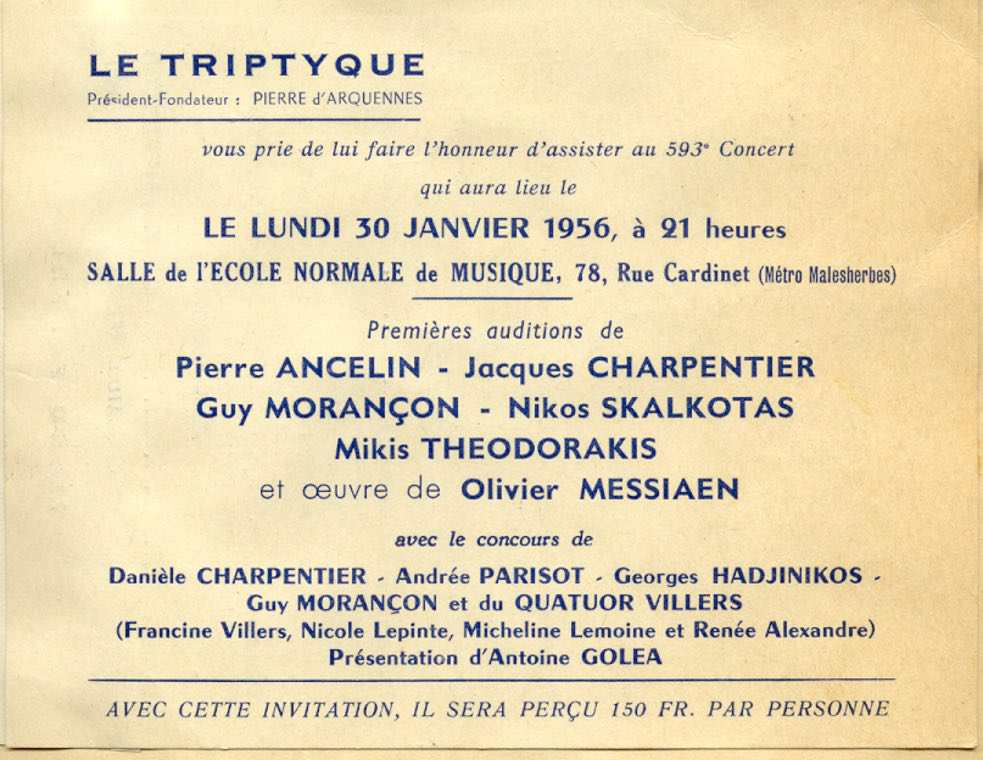 LE TRIPTYQUE
Président-Fondateur : PIERRE d'ARQUENNES
vous prie de lui faire l'honneur d'assister au 593e Concert
qui aura lieu le
LE LUNDI 30 JANVIER 1956, à 21 heures
SALLE de l'ECOLE NORMALE de MUSIQUE, 78, Rue Cardinet (Métro Malesherbes)
Premières auditions de
Pierre ANCELIN - Jacques CHARPENTIER
Guy MORANÇON - Nikos SKALKOTAS
Mikis THEODORAKIS
et œuvre de Olivier MESSIAEN
avec le concours de
Danièle CHARPENTIER - Andrée PARISOT - Georges HADJINIKOS -
Guy MORANÇON et du QUATUOR VILLERS
(Francine Villers, Nicole Lepinte, Micheline Lemoine et Renée Alexandre)
Présentation d'Antoine GOLEA
AVEC CETTE INVITATION, IL SERA PERÇU 150 FR. PAR PERSONNE